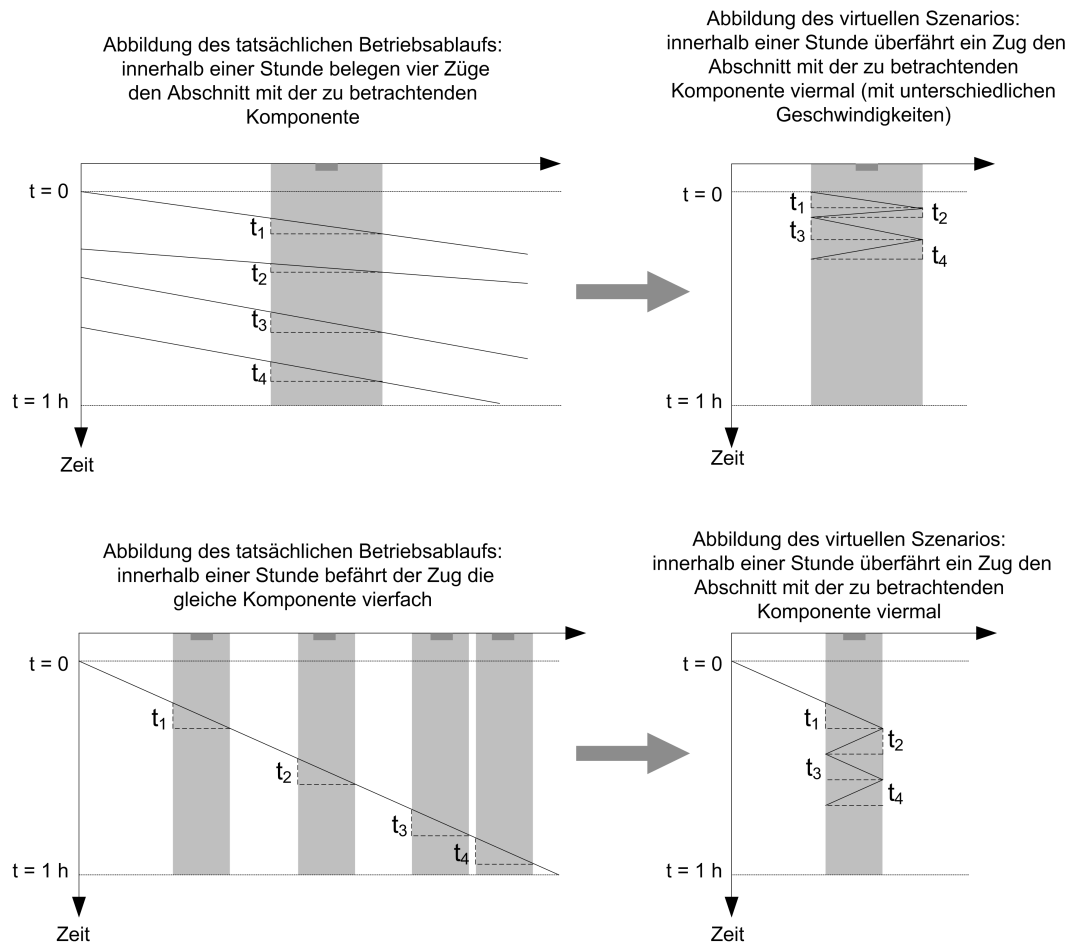 Abbildung des tatsächlichen Betriebsablaufs:
innerhalb einer Stunde belegen vier Züge
den Abschnitt mit der zu betrachtenden
Komponente
Abbildung des virtuellen Szenarios:
innerhalb einer Stunde überfährt ein Zug den
Abschnitt mit der zu betrachtenden
Komponente viermal (mit unterschiedlichen
Geschwindigkeiten)
t = 0
t₁
t₂
t₃
t₄
t = 1 h
Zeit
t = 0
t₁
t₂
t₃
t₄
t = 1 h
Zeit
Abbildung des tatsächlichen Betriebsablaufs:
innerhalb einer Stunde befährt der Zug die
gleiche Komponente vierfach
Abbildung des virtuellen Szenarios:
innerhalb einer Stunde überfährt ein Zug den
Abschnitt mit der zu betrachtenden
Komponente viermal
t = 0
t₁
t₂
t₃
t₄
t = 1 h
Zeit
t = 0
t₁
t₂
t₃
t₄
t = 1 h
Zeit